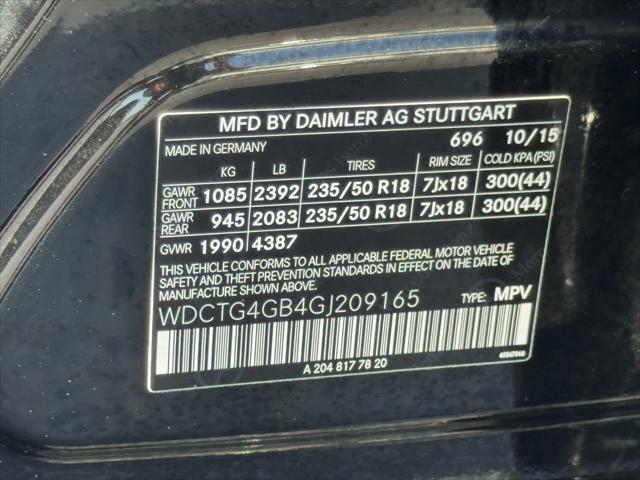 MFD BY DAIMLER AG STUTTGART
MADE IN GERMANY 696 10/15
KG LB TIRES RIM SIZE COLD KPA(PSI)
GAWR FRONT 1085 2392 235/50 R18 7Jx18 300(44)
GAWR REAR 945 2083 235/50 R18 7Jx18 300(44)
GVWR 1990 4387
THIS VEHICLE CONFORMS TO ALL APPLICABLE FEDERAL MOTOR VEHICLE
SAFETY AND THEFT PREVENTION STANDARDS IN EFFECT ON THE DATE OF
MANUFACTURE SHOWN ABOVE.
WDCTG4GB4GJ209165 TYPE: MPV
A 204 817 78 20